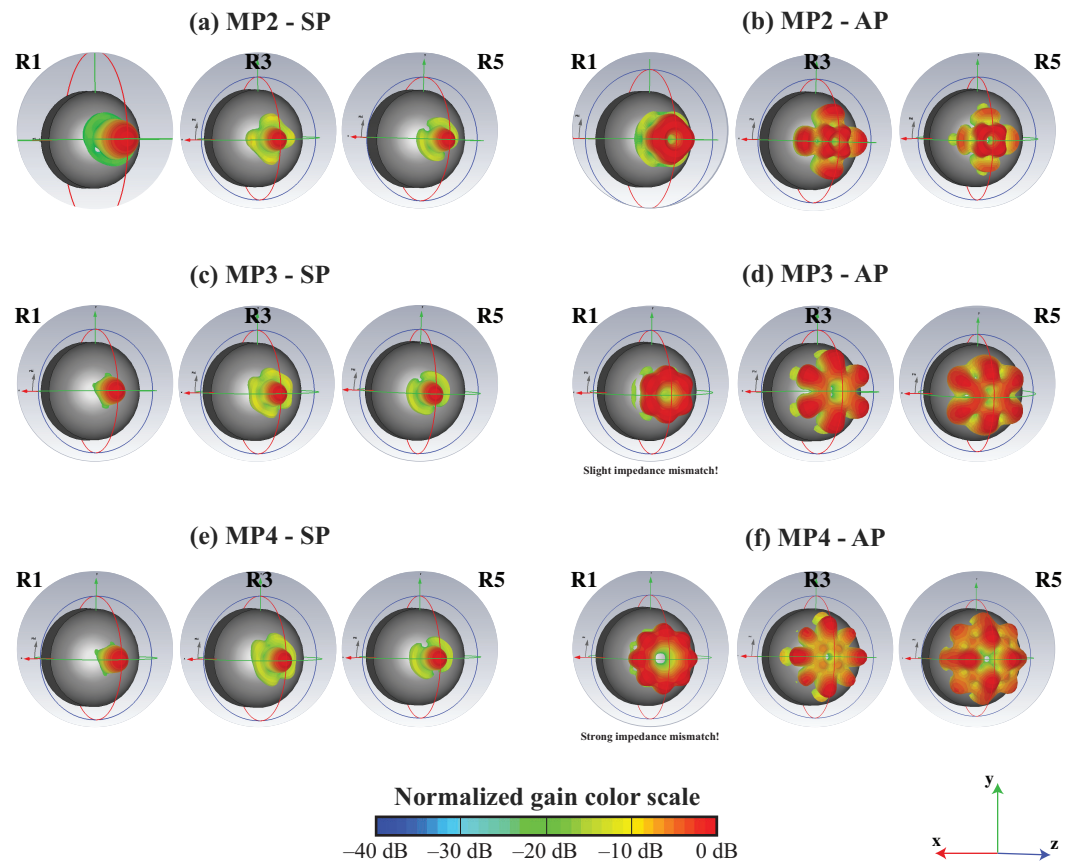 (a) MP2 - SP
(b) MP2 - AP
R1 R3 R5
R1 R3 R5
(c) MP3 - SP
(d) MP3 - AP
R1 R3 R5
R1 R3 R5
Slight impedance mismatch!
(e) MP4 - SP
(f) MP4 - AP
R1 R3 R5
R1 R3 R5
Strong impedance mismatch!
Normalized gain color scale
−40 dB −30 dB −20 dB −10 dB 0 dB
y
x z